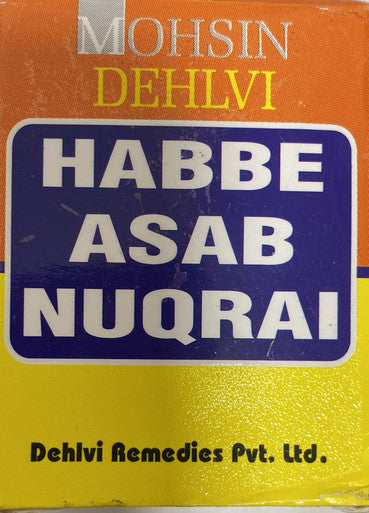 MOHSIN
DEHLVI
HABBE
ASAB
NUQRAI
Dehlvi Remedies Pvt. Ltd.